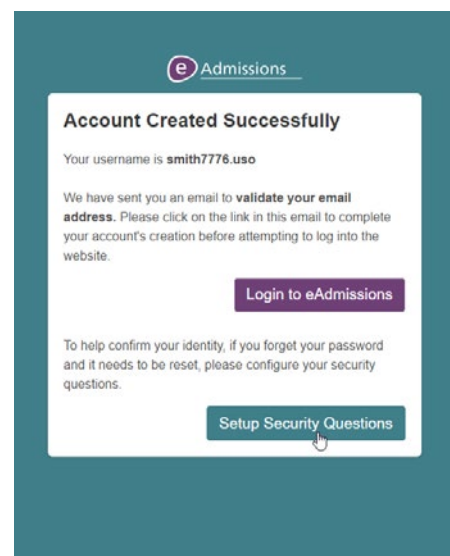 e Admissions
Account Created Successfully
Your username is smith7776.uso
We have sent you an email to validate your email
address. Please click on the link in this email to complete
your account's creation before attempting to log into the
website.
Login to eAdmissions
To help confirm your identity, if you forget your password
and it needs to be reset, please configure your security
questions.
Setup Security Questions